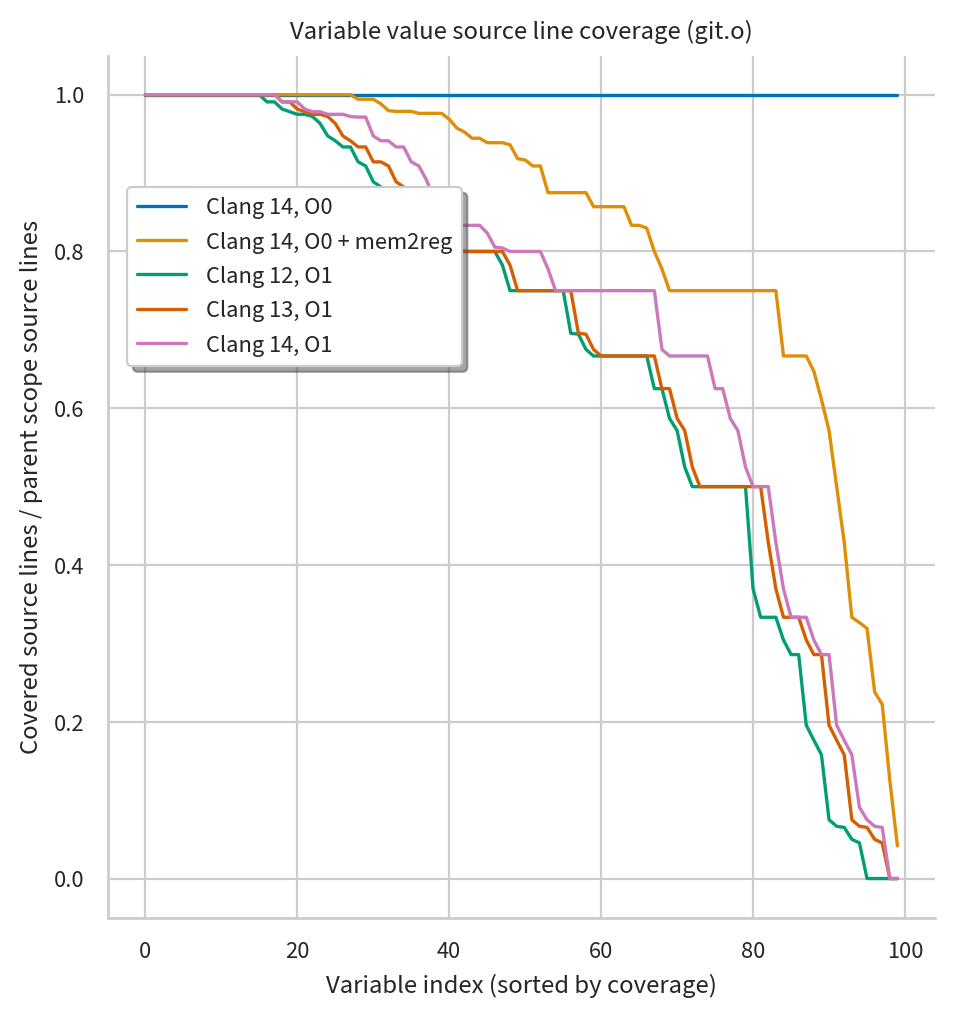 Variable value source line coverage (git.o)
Covered source lines / parent scope source lines
1.0
0.8
0.6
0.4
0.2
0.0
Clang 14, O0
Clang 14, O0 + mem2reg
Clang 12, O1
Clang 13, O1
Clang 14, O1
0 20 40 60 80 100
Variable index (sorted by coverage)